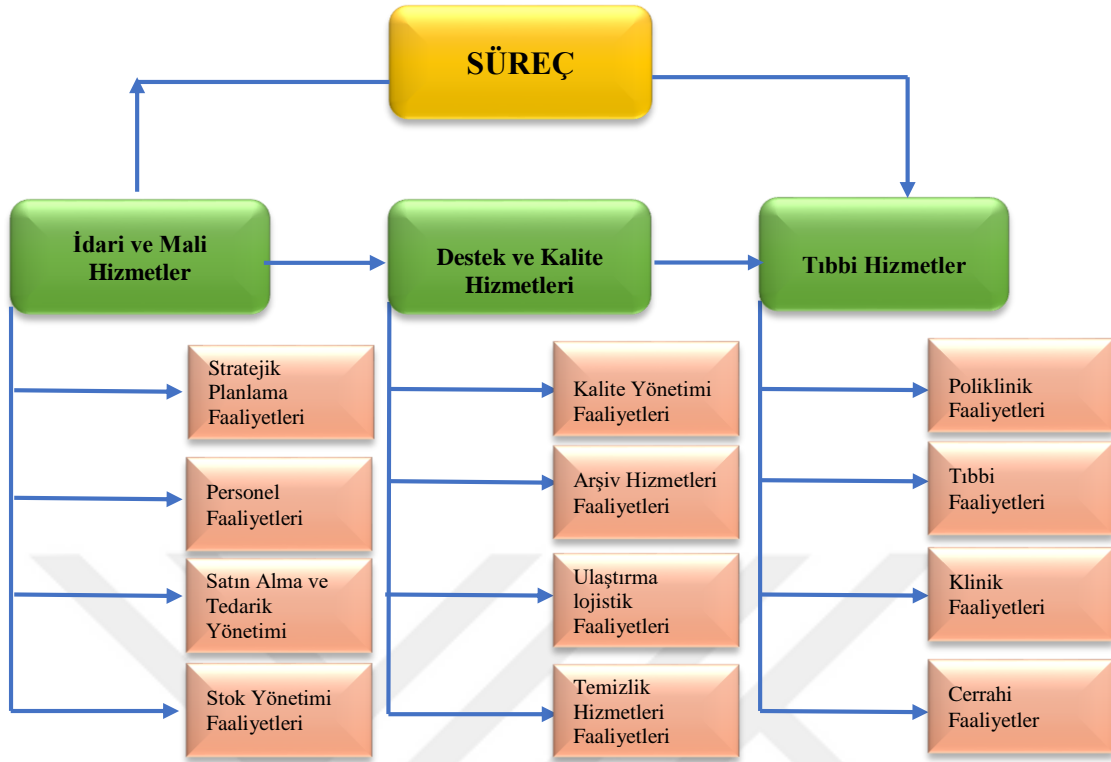 SÜREÇ
İdari ve Mali
Hizmetler
Destek ve Kalite
Hizmetleri
Tıbbi Hizmetler
Stratejik
Planlama
Faaliyetleri
Personel
Faaliyetleri
Satın Alma ve
Tedarik
Yönetimi
Stok Yönetimi
Faaliyetleri
Kalite Yönetimi
Faaliyetleri
Arşiv Hizmetleri
Faaliyetleri
Ulaştırma
lojistik
Faaliyetleri
Temizlik
Hizmetleri
Faaliyetleri
Poliklinik
Faaliyetleri
Tıbbi
Faaliyetleri
Klinik
Faaliyetleri
Cerrahi
Faaliyetler